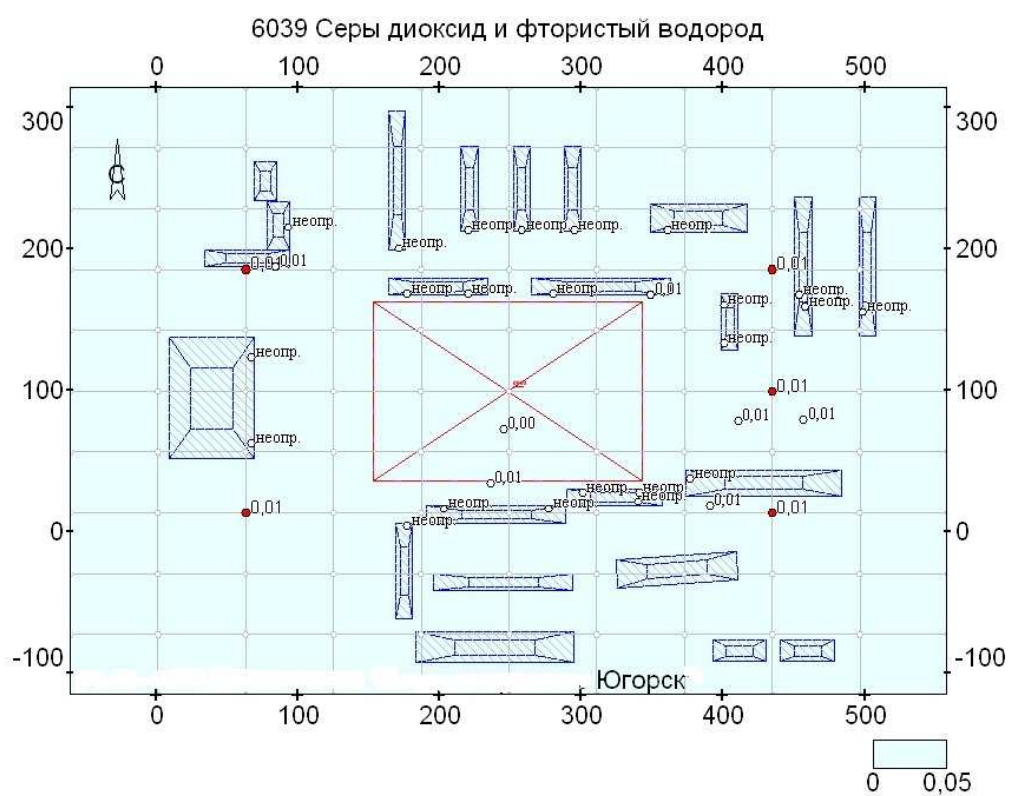 6039 Серы диоксид и фтористый водород
0 100 200 300 400 500
300 300
С
неопр.
неопр. неопр. неопр. неопр. неопр.
200 200
0,01 0,01 0,01
неопр. неопр. неопр. 0,01 неопр.
неопр. неопр. неопр.
неопр.
неопр.
100 0,01 100
0,00 0,01 0,01
неопр.
0,01 неопр.
неопр. неопр.
0,01 неопр. неопр. неопр. 0,01 0,01
неопр.
0 0
-100 -100
Югорск
0 100 200 300 400 500
0 0,05